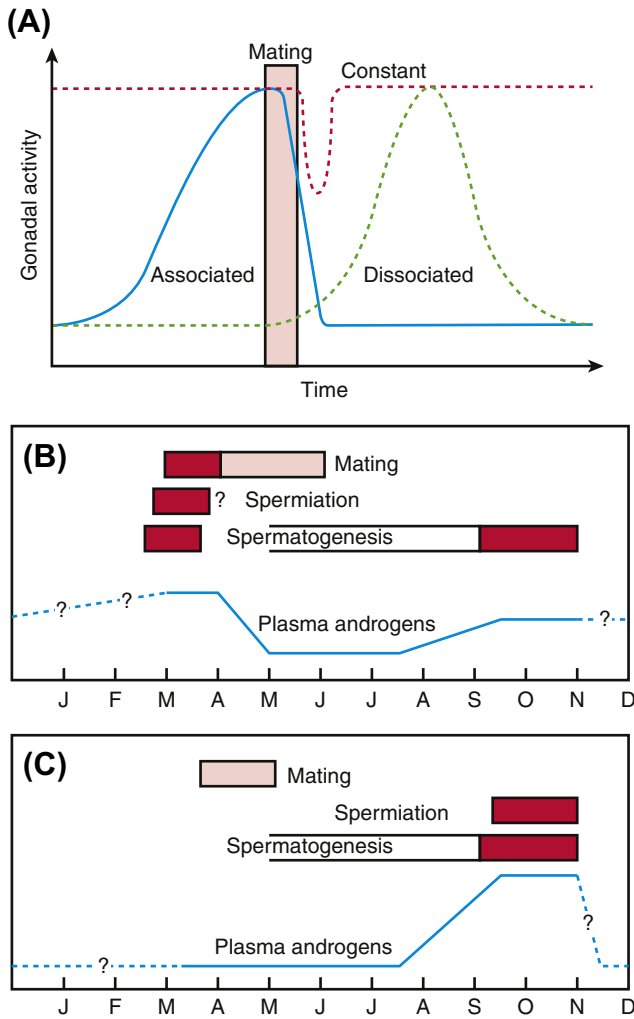 (A)
Mating
Constant
Gonadal activity
Associated
Dissociated
Time
(B)
Mating
? Spermiation
Spermatogenesis
? ? ?
Plasma androgens
J F M A M J J A S O N D
(C)
Mating
Spermiation
Spermatogenesis
?
Plasma androgens
?
J F M A M J J A S O N D